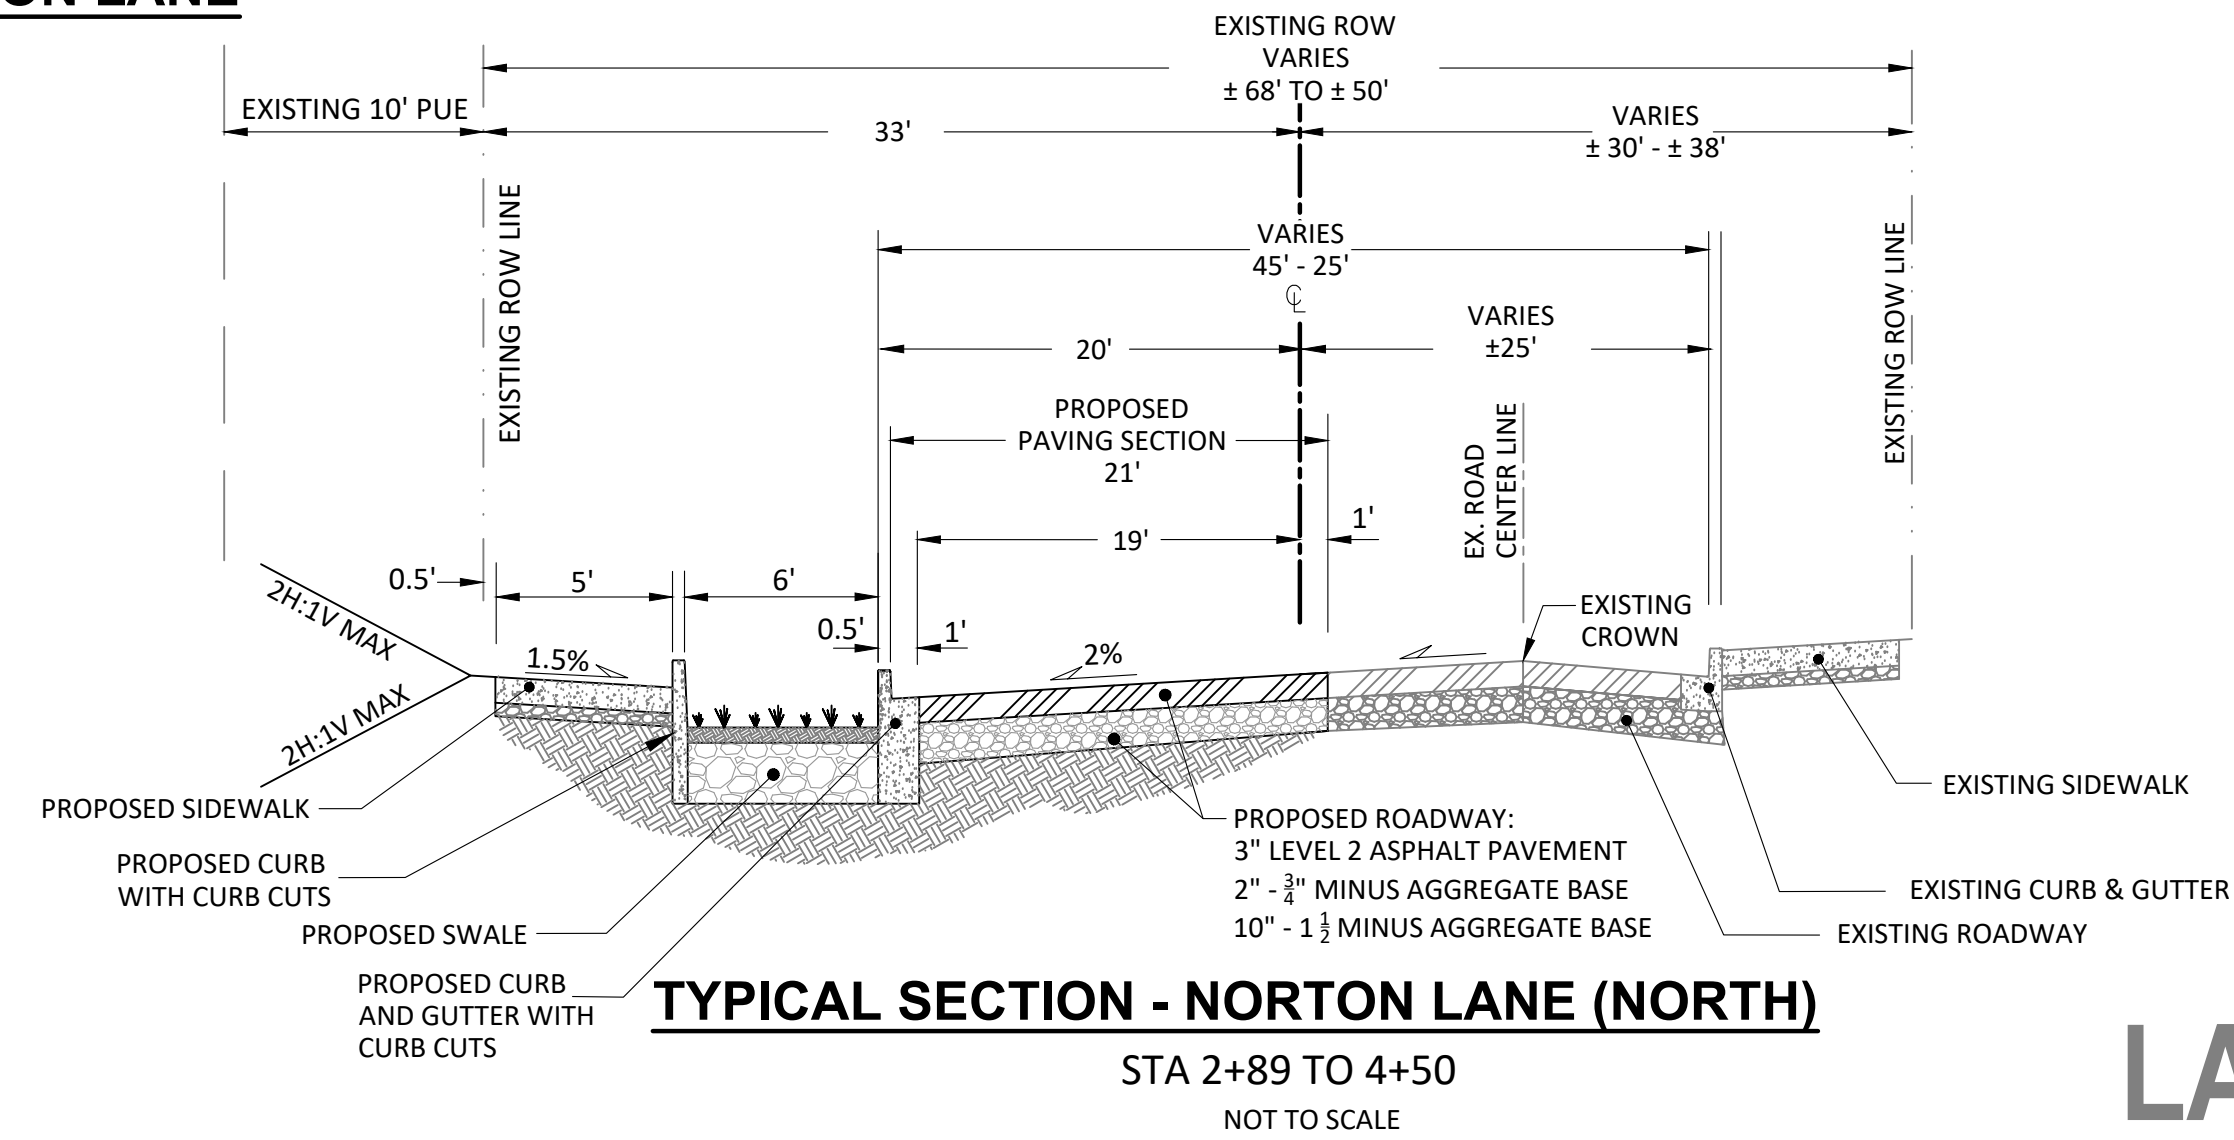 ON LANE
EXISTING ROW
VARIES
± 68' TO ± 50'
EXISTING 10' PUE
33'
VARIES
± 30' - ± 38'
EXISTING ROW LINE
VARIES
45' - 25'
℄
EXISTING ROW LINE
20'
VARIES
±25'
PROPOSED
PAVING SECTION
21'
EX. ROAD
CENTER LINE
19'
1'
0.5'
5'
6'
0.5'
1'
2H:1V MAX
2H:1V MAX
1.5%
2%
EXISTING
CROWN
PROPOSED SIDEWALK
PROPOSED CURB
WITH CURB CUTS
PROPOSED SWALE
PROPOSED CURB
AND GUTTER WITH
CURB CUTS
PROPOSED ROADWAY:
3" LEVEL 2 ASPHALT PAVEMENT
2" - 3/4" MINUS AGGREGATE BASE
10" - 1 1/2 MINUS AGGREGATE BASE
EXISTING SIDEWALK
EXISTING CURB & GUTTER
EXISTING ROADWAY
TYPICAL SECTION - NORTON LANE (NORTH)
STA 2+89 TO 4+50
NOT TO SCALE
LA